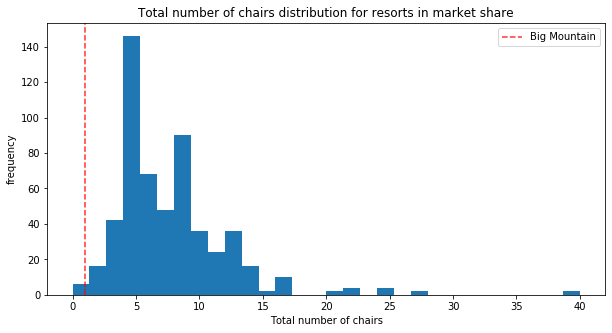 Total number of chairs distribution for resorts in market share
Big Mountain
frequency
140
120
100
80
60
40
20
0
0 5 10 15 20 25 30 35 40
Total number of chairs